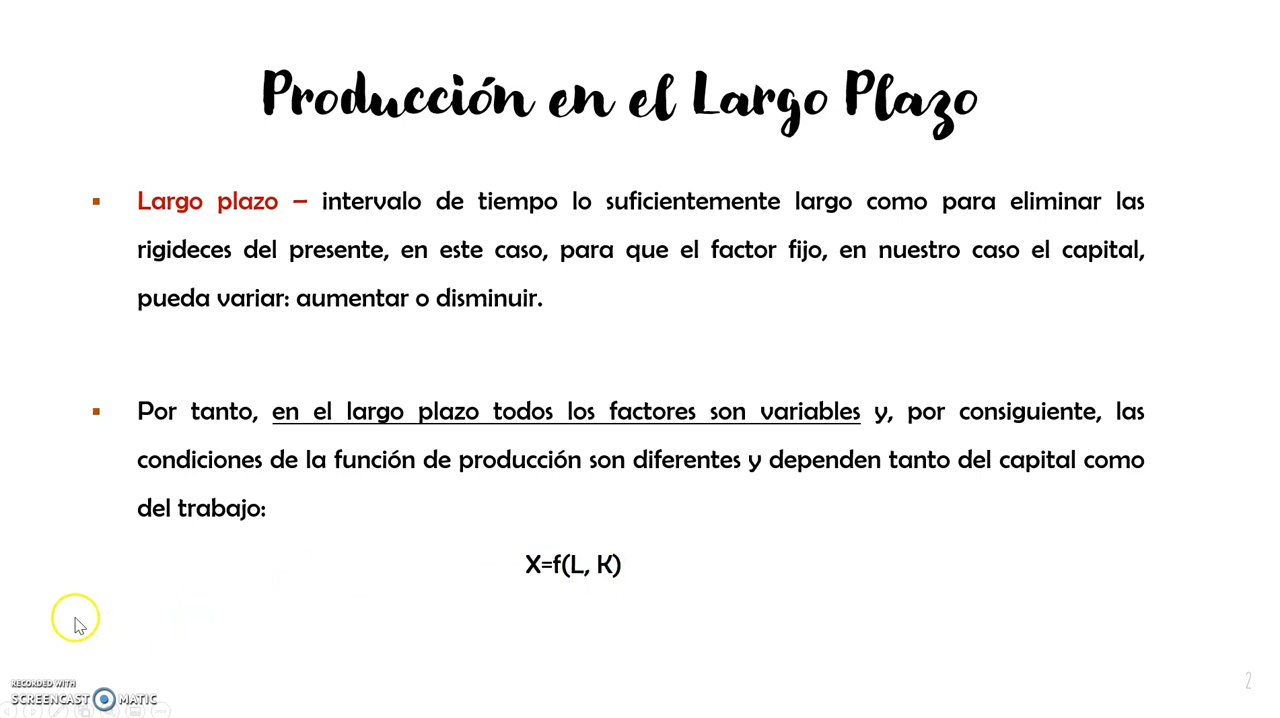 Producción en el Largo Plazo
Largo plazo – intervalo de tiempo lo suficientemente largo como para eliminar las
rigideces del presente, en este caso, para que el factor fijo, en nuestro caso el capital,
pueda variar: aumentar o disminuir.
Por tanto, en el largo plazo todos los factores son variables y, por consiguiente, las
condiciones de la función de producción son diferentes y dependen tanto del capital como
del trabajo:
X=f(L, K)
RECORDED WITH
SCREENCAST MATIC
2